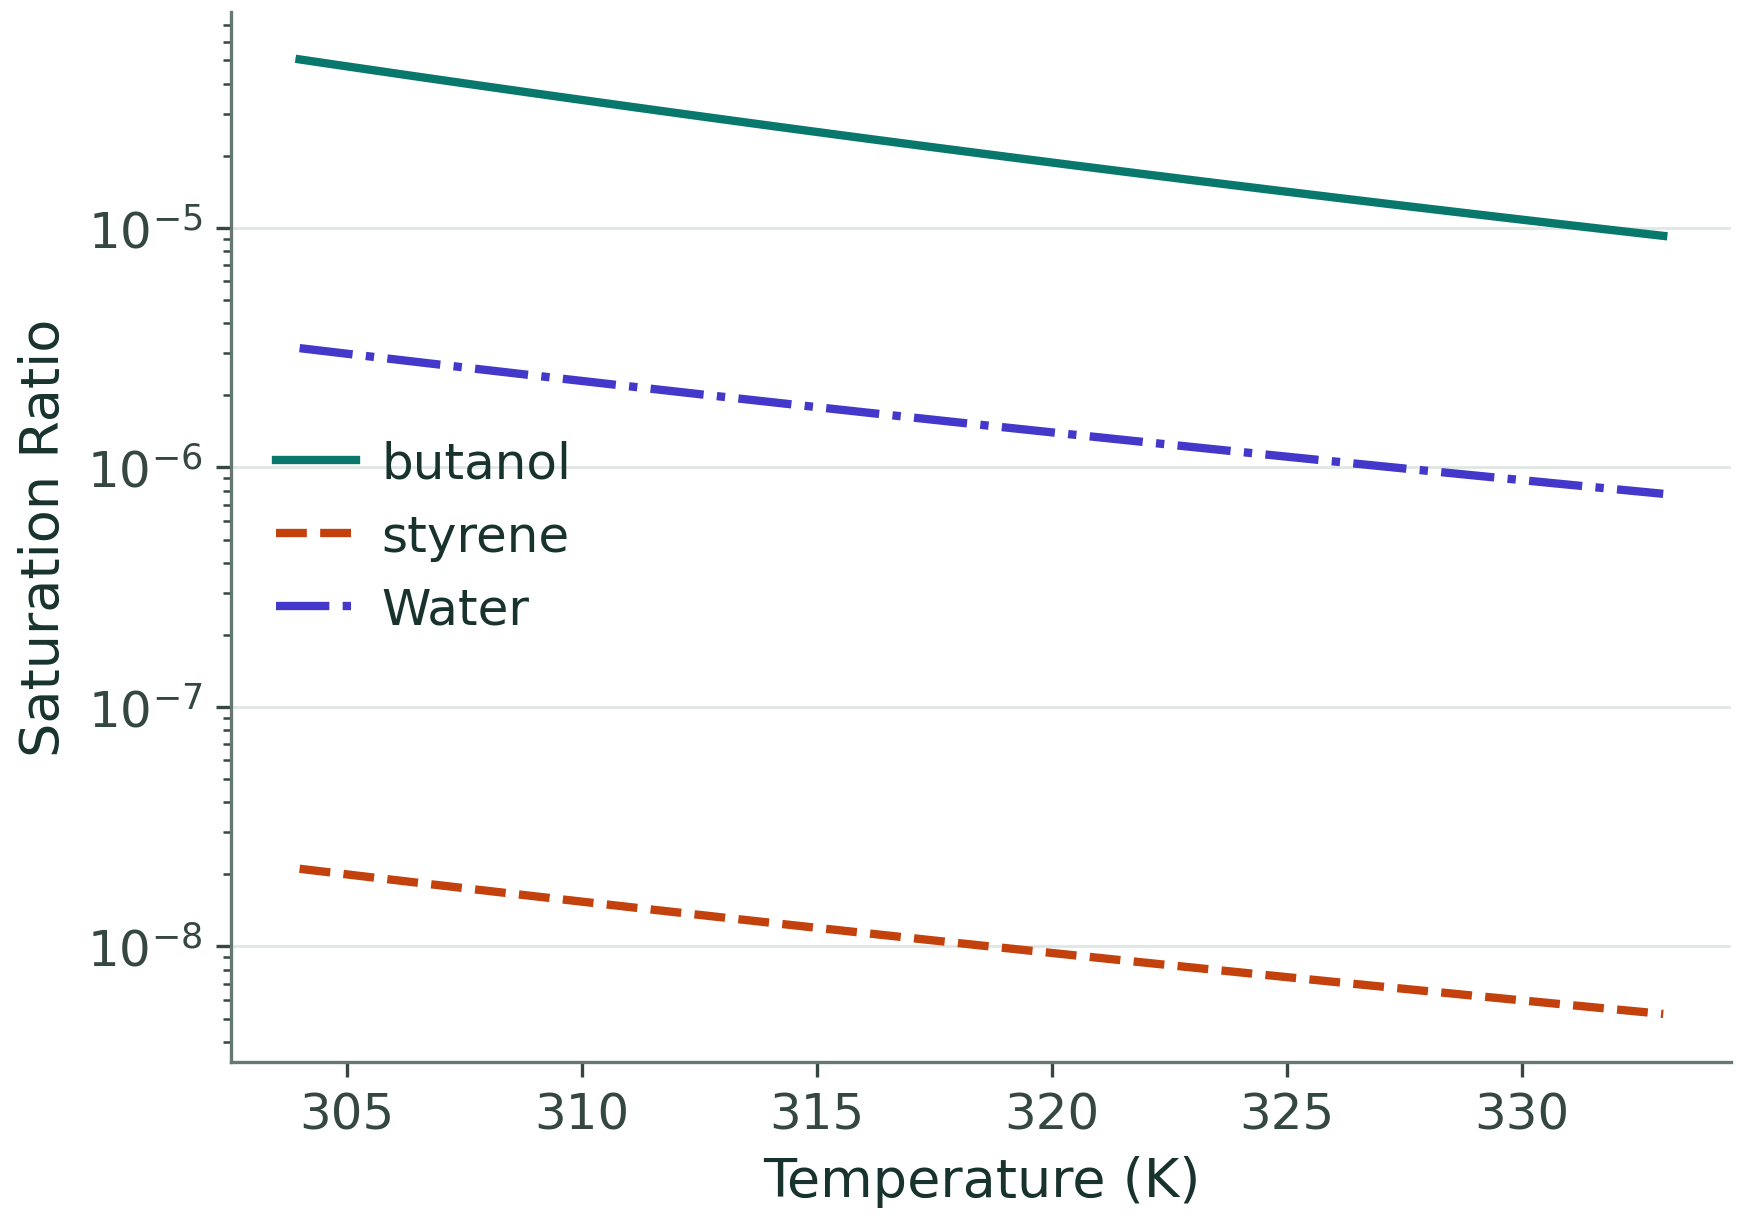 10⁻⁵
10⁻⁶
10⁻⁷
10⁻⁸
Saturation Ratio
butanol
styrene
Water
305 310 315 320 325 330
Temperature (K)